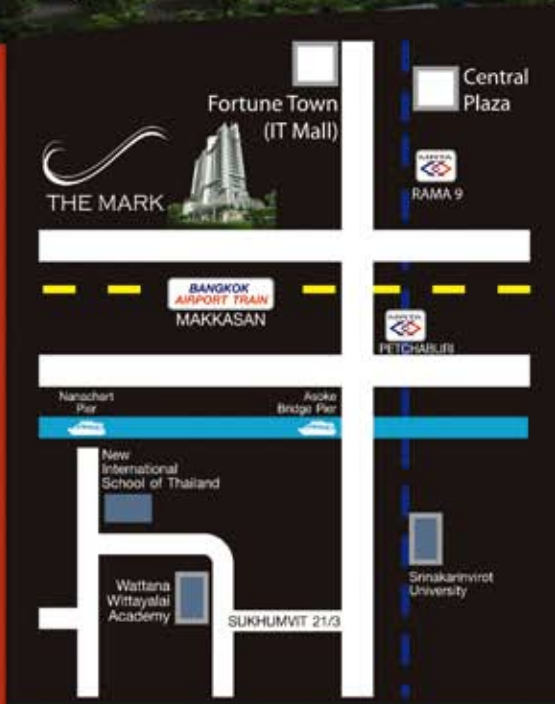 Fortune Town
(IT Mall)
Central
Plaza
THE MARK
RAMA 9
BANGKOK
AIRPORT TRAIN
MAKKASAN
PETCHABURI
Nanachart
Pier
Asoke
Bridge Pier
New
International
School of Thailand
Wattana
Wittayalai
Academy
Srinakarinvirot
University
SUKHUMVIT 21/3